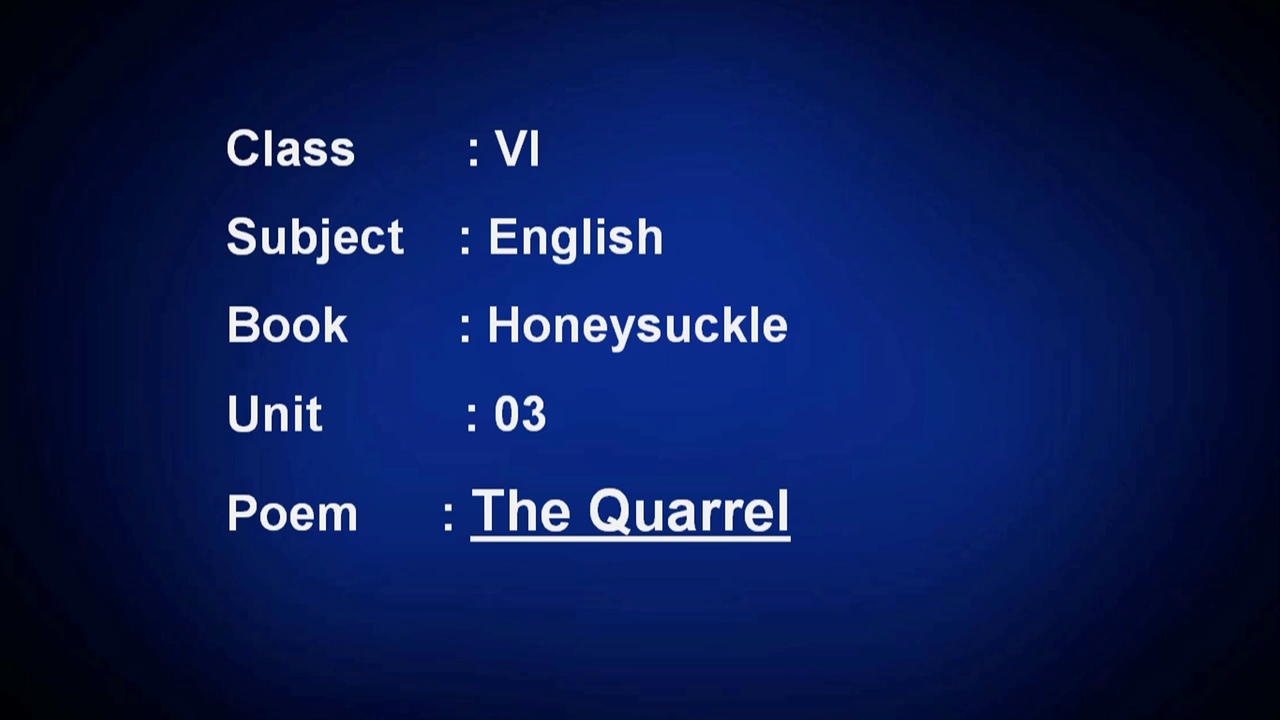 Class : VI
Subject : English
Book : Honeysuckle
Unit : 03
Poem : The Quarrel